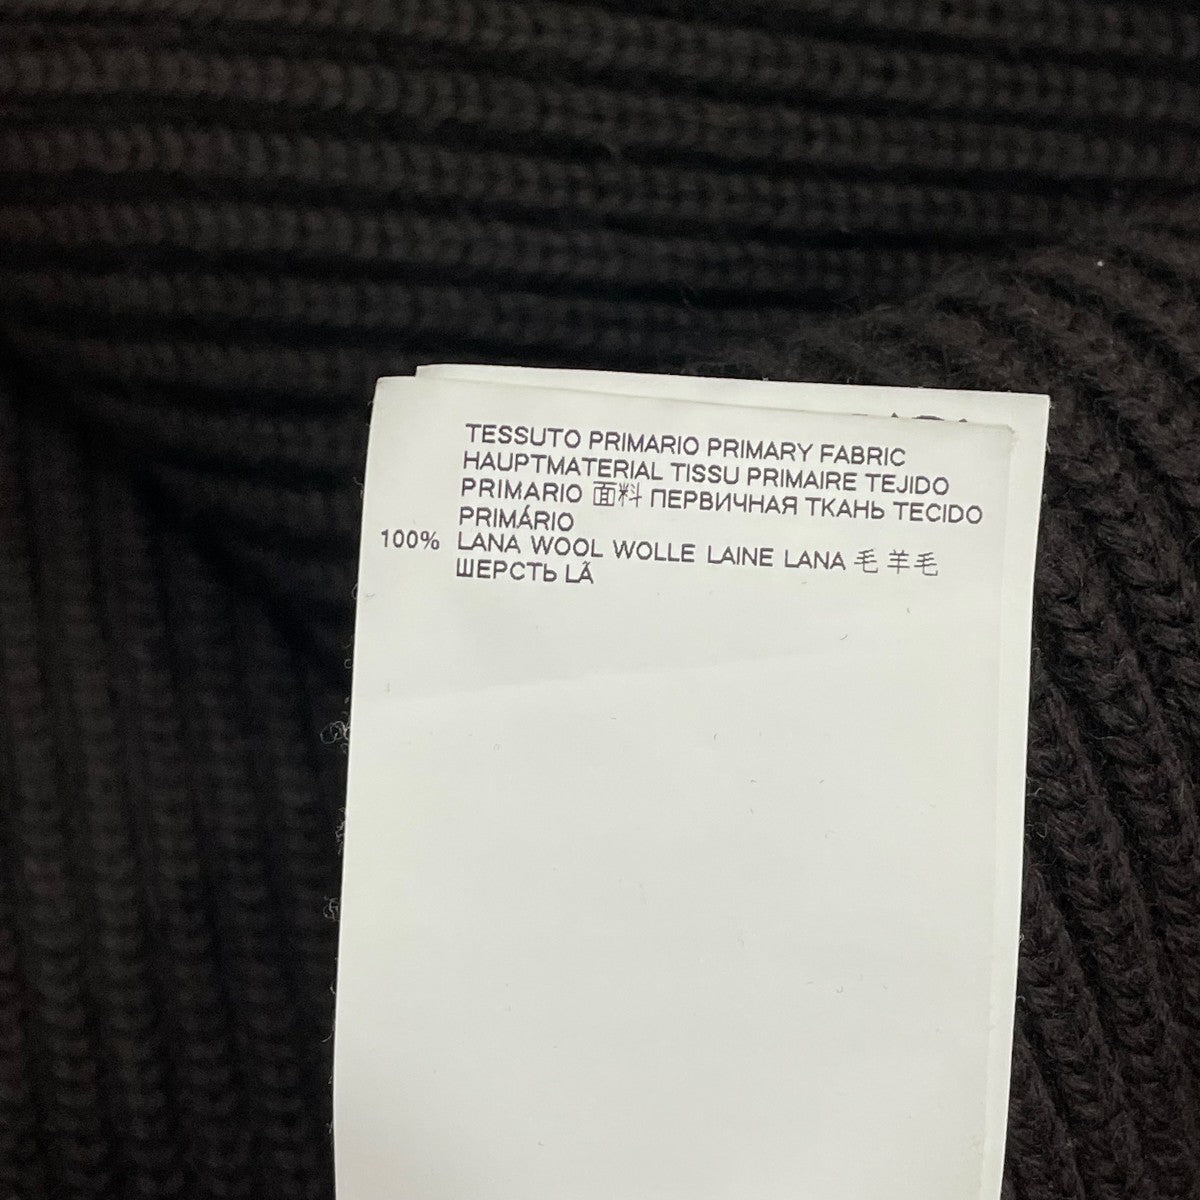 TESSUTO PRIMARIO PRIMARY FABRIC
HAUPTMATERIAL TISSU PRIMAIRE TEJIDO
PRIMARIO 面料 ПЕРВИЧНАЯ ТКАНЬ TECIDO
PRIMÁRIO
100% LANA WOOL WOLLE LAINE LANA 毛 羊毛
ШЕРСТЬ LÃ